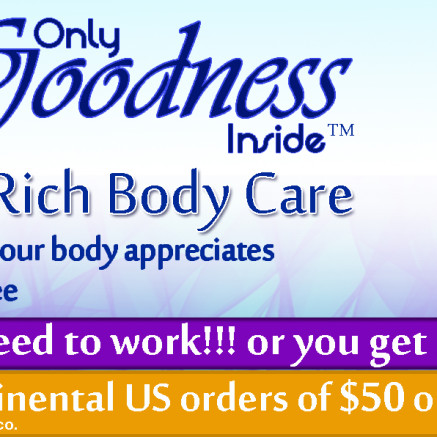 Only
Goodness
Inside™
Rich Body Care
our body appreciates
ee
eed to work!!! or you get
inental US orders of $50 o
co.